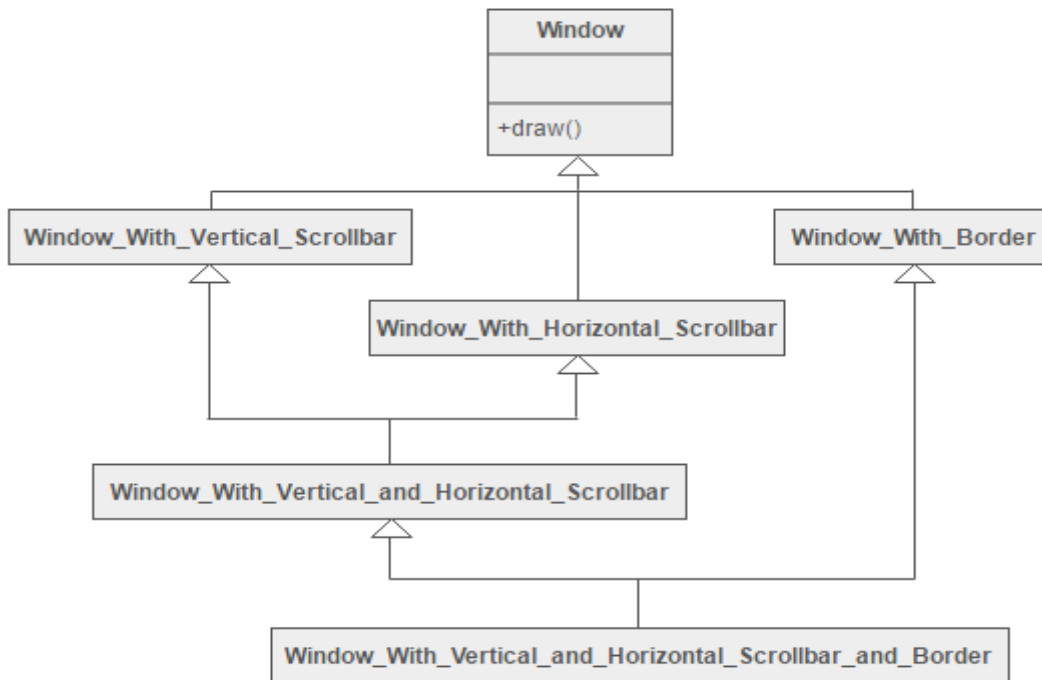 Window
+draw()
Window_With_Vertical_Scrollbar
Window_With_Border
Window_With_Horizontal_Scrollbar
Window_With_Vertical_and_Horizontal_Scrollbar
Window_With_Vertical_and_Horizontal_Scrollbar_and_Border